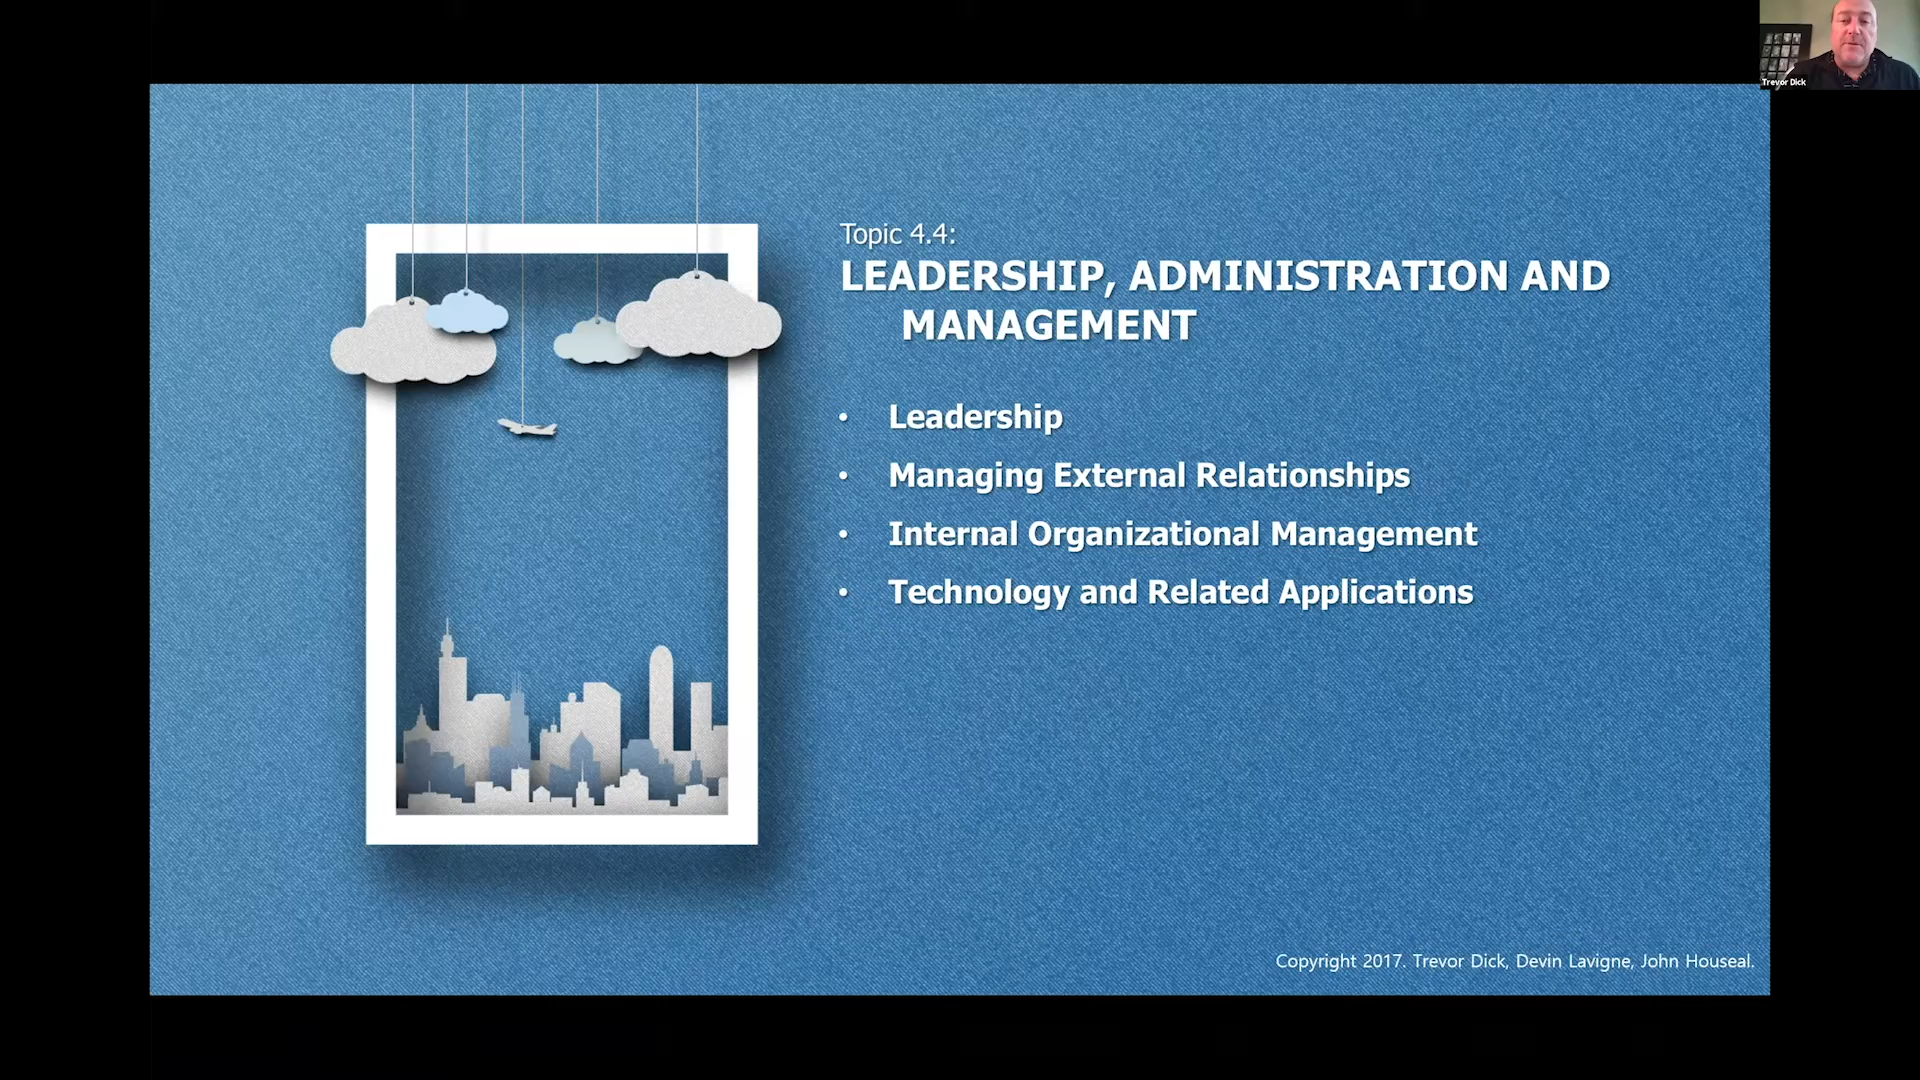 Trevor Dick
Topic 4.4:
LEADERSHIP, ADMINISTRATION AND
MANAGEMENT
• Leadership
• Managing External Relationships
• Internal Organizational Management
• Technology and Related Applications
Copyright 2017. Trevor Dick, Devin Lavigne, John Houseal.